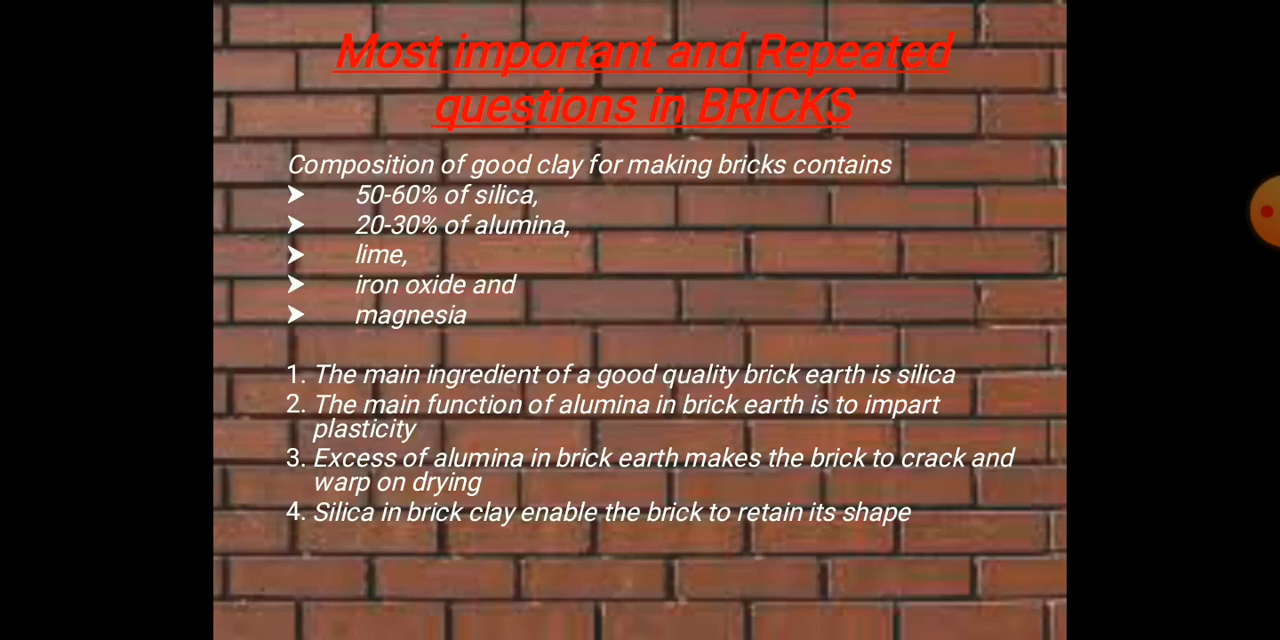 Most important and Repeated
questions in BRICKS
Composition of good clay for making bricks contains
➤ 50-60% of silica,
➤ 20-30% of alumina,
➤ lime,
➤ iron oxide and
➤ magnesia
1. The main ingredient of a good quality brick earth is silica
2. The main function of alumina in brick earth is to impart
plasticity
3. Excess of alumina in brick earth makes the brick to crack and
warp on drying
4. Silica in brick clay enable the brick to retain its shape